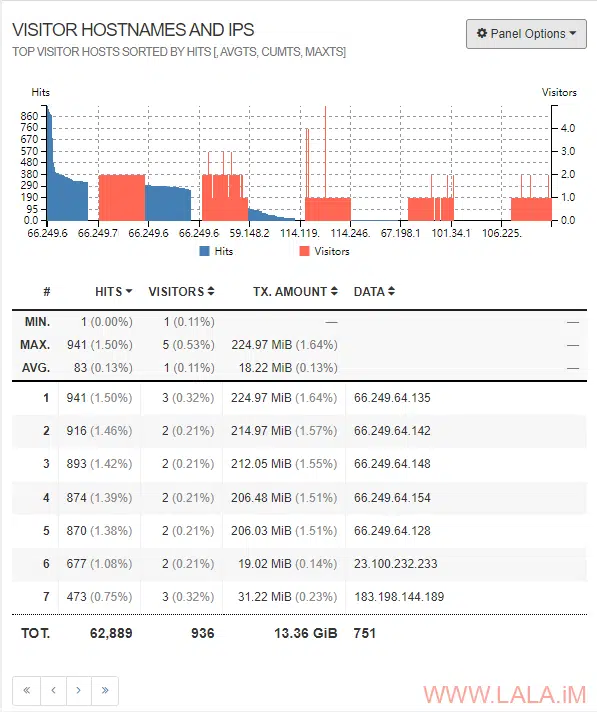 VISITOR HOSTNAMES AND IPS
Panel Options
TOP VISITOR HOSTS SORTED BY HITS [, AVGTS, CUMTS, MAXTS]
Hits Visitors
860
760 4.0
670
570 3.0
480
380 2.0
290
190 1.0
95
0.0 0.0
66.249.6 66.249.7 66.249.6 66.249.6 59.148.2 114.119. 114.246. 67.198.1 101.34.1 106.225.
Hits Visitors
# HITS VISITORS TX. AMOUNT DATA
MIN. 1 (0.00%) 1 (0.11%) — —
MAX. 941 (1.50%) 5 (0.53%) 224.97 MiB (1.64%) —
AVG. 83 (0.13%) 1 (0.11%) 18.22 MiB (0.13%) —
1 941 (1.50%) 3 (0.32%) 224.97 MiB (1.64%) 66.249.64.135
2 916 (1.46%) 2 (0.21%) 214.97 MiB (1.57%) 66.249.64.142
3 893 (1.42%) 2 (0.21%) 212.05 MiB (1.55%) 66.249.64.148
4 874 (1.39%) 2 (0.21%) 206.48 MiB (1.51%) 66.249.64.154
5 870 (1.38%) 2 (0.21%) 206.03 MiB (1.51%) 66.249.64.128
6 677 (1.08%) 2 (0.21%) 19.02 MiB (0.14%) 23.100.232.233
7 473 (0.75%) 3 (0.32%) 31.22 MiB (0.23%) 183.198.144.189
TOT. 62,889 936 13.36 GiB 751
« ‹ › »
WWW.LALA.iM